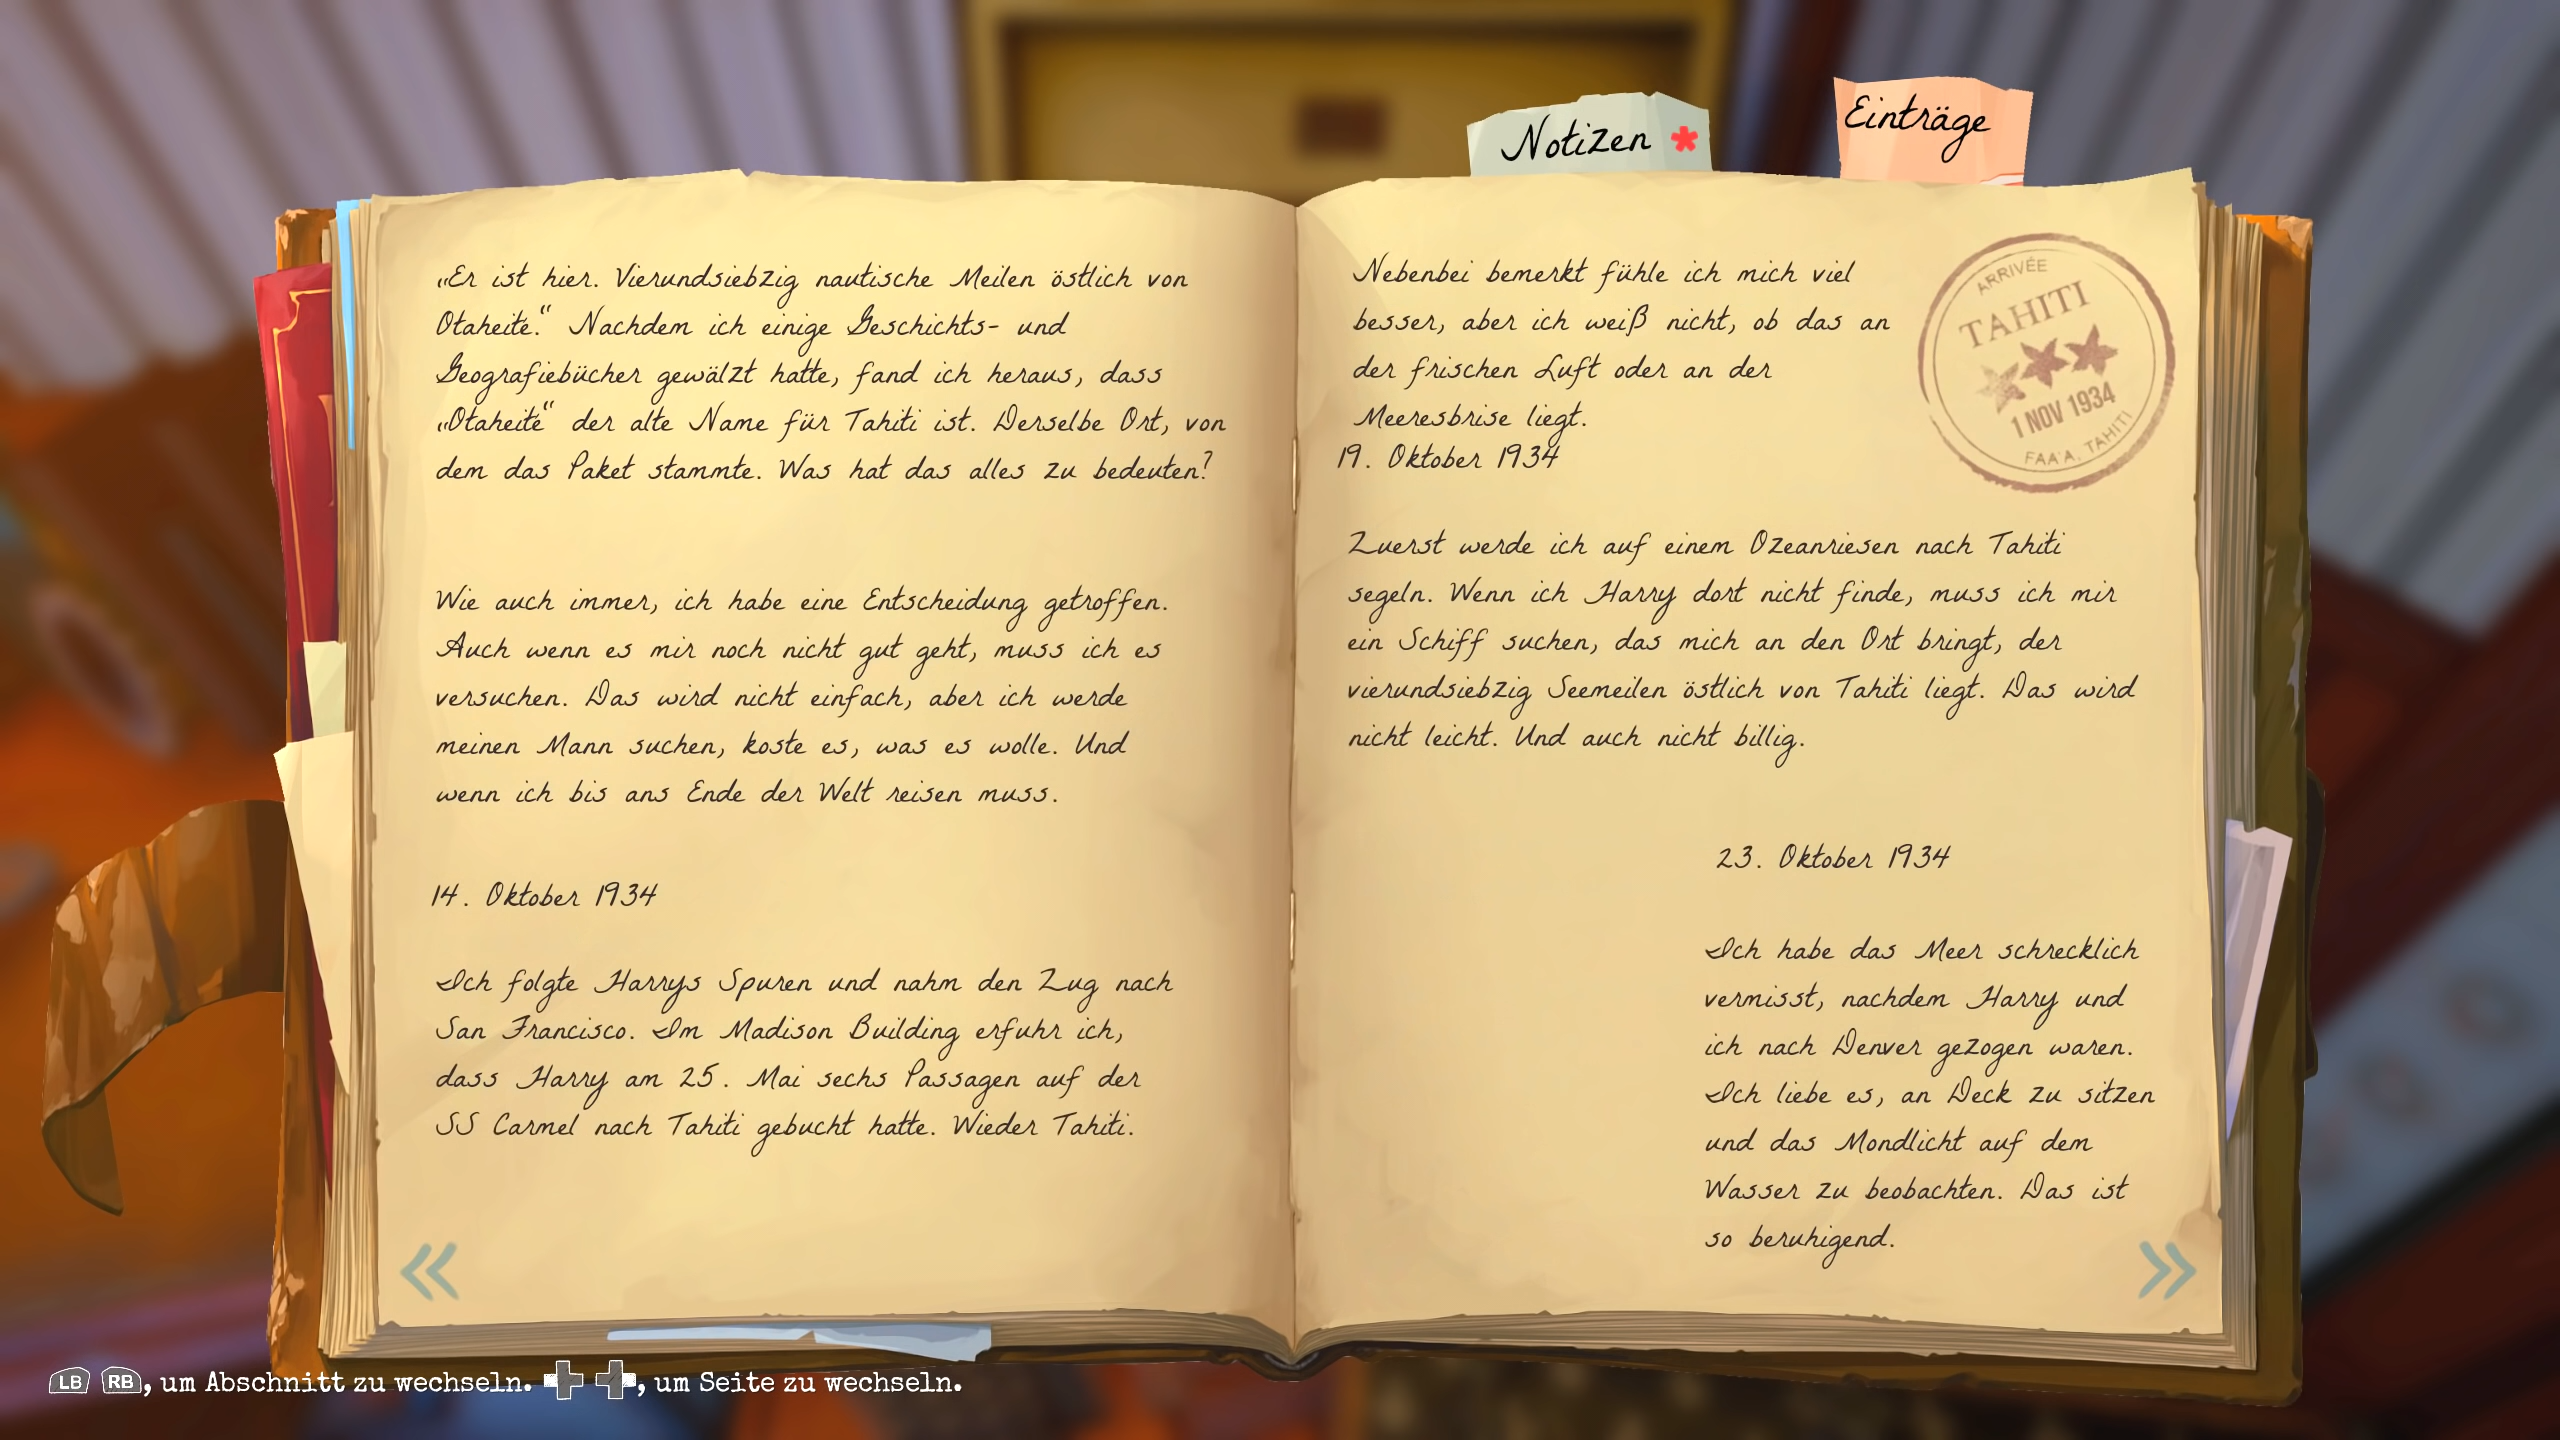 Notizen *
Einträge
„Er ist hier. Vierundsiebzig nautische Meilen östlich von
Otaheite.“ Nachdem ich einige Geschichts- und
Geografiebücher gewälzt hatte, fand ich heraus, dass
„Otaheite“ der alte Name für Tahiti ist. Derselbe Ort, von
dem das Paket stammte. Was hat das alles zu bedeuten?
Wie auch immer, ich habe eine Entscheidung getroffen.
Auch wenn es mir noch nicht gut geht, muss ich es
versuchen. Das wird nicht einfach, aber ich werde
meinen Mann suchen, koste es, was es wolle. Und
wenn ich bis ans Ende der Welt reisen muss.
14. Oktober 1934
Ich folgte Harrys Spuren und nahm den Zug nach
San Francisco. Im Madison Building erfuhr ich,
dass Harry am 25. Mai sechs Passagen auf der
SS Carmel nach Tahiti gebucht hatte. Wieder Tahiti.
Nebenbei bemerkt fühle ich mich viel
besser, aber ich weiß nicht, ob das an
der frischen Luft oder an der
Meeresbrise liegt.
19. Oktober 1934
ARRIVÉE
TAHITI
1 NOV 1934
FAA'A, TAHITI
Zuerst werde ich auf einem Ozeanriesen nach Tahiti
segeln. Wenn ich Harry dort nicht finde, muss ich mir
ein Schiff suchen, das mich an den Ort bringt, der
vierundsiebzig Seemeilen östlich von Tahiti liegt. Das wird
nicht leicht. Und auch nicht billig.
23. Oktober 1934
Ich habe das Meer schrecklich
vermisst, nachdem Harry und
ich nach Denver gezogen waren.
Ich liebe es, an Deck zu sitzen
und das Mondlicht auf dem
Wasser zu beobachten. Das ist
so beruhigend.
LB RB, um Abschnitt zu wechseln. , um Seite zu wechseln.